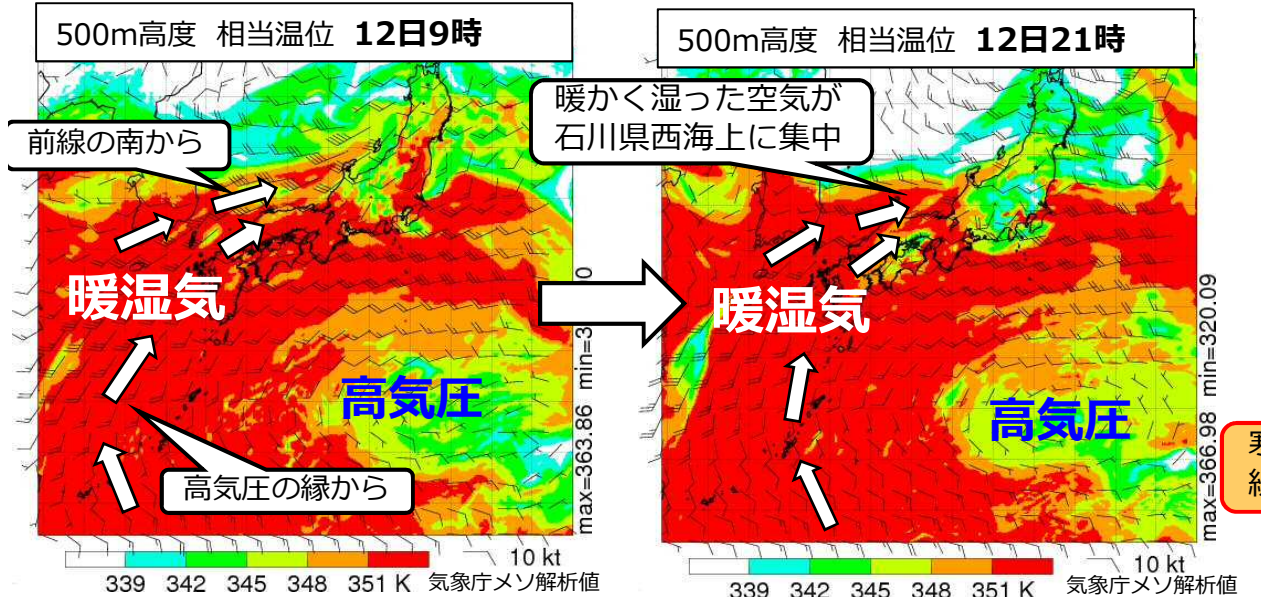 500m高度 相当温位 12日9時
前線の南から
暖湿気
高気圧
高気圧の縁から
max=363.86 min=3
0
10 kt
339 342 345 348 351 K
気象庁メソ解析値
500m高度 相当温位 12日21時
暖かく湿った空気が
石川県西海上に集中
暖湿気
高気圧
max=366.98 min=320.09
10 kt
339 342 345 348 351 K
気象庁メソ解析値